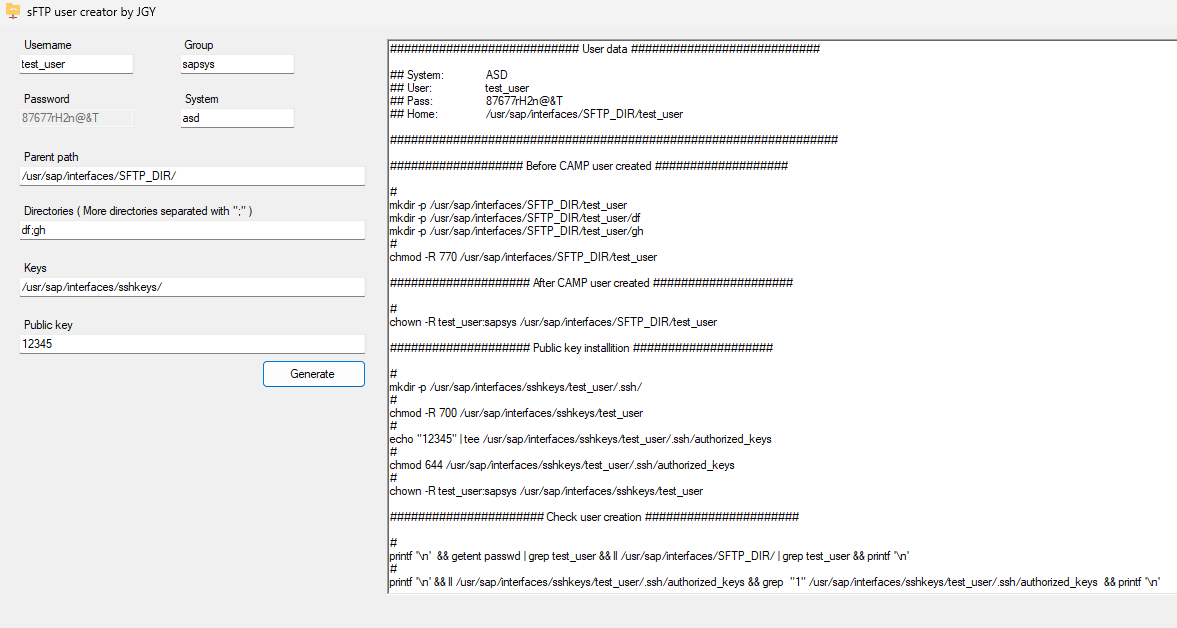 sFTP user creator by JGY
Username
Group
test_user
sapsys
Password
System
87677rH2n@&T
asd
Parent path
/usr/sap/interfaces/SFTP_DIR/
Directories ( More directories separated with ";" )
df;gh
Keys
/usr/sap/interfaces/sshkeys/
Public key
12345
Generate
########################### User data ###########################
## System: ASD
## User: test_user
## Pass: 87677rH2n@&T
## Home: /usr/sap/interfaces/SFTP_DIR/test_user
################################################################
################### Before CAMP user created ###################
#
mkdir -p /usr/sap/interfaces/SFTP_DIR/test_user
mkdir -p /usr/sap/interfaces/SFTP_DIR/test_user/df
mkdir -p /usr/sap/interfaces/SFTP_DIR/test_user/gh
#
chmod -R 770 /usr/sap/interfaces/SFTP_DIR/test_user
#################### After CAMP user created ####################
#
chown -R test_user:sapsys /usr/sap/interfaces/SFTP_DIR/test_user
#################### Public key installition ####################
#
mkdir -p /usr/sap/interfaces/sshkeys/test_user/.ssh/
#
chmod -R 700 /usr/sap/interfaces/sshkeys/test_user
#
echo "12345" | tee /usr/sap/interfaces/sshkeys/test_user/.ssh/authorized_keys
#
chmod 644 /usr/sap/interfaces/sshkeys/test_user/.ssh/authorized_keys
#
chown -R test_user:sapsys /usr/sap/interfaces/sshkeys/test_user
###################### Check user creation ######################
#
printf '\n'  && getent passwd | grep test_user && ll /usr/sap/interfaces/SFTP_DIR/ | grep test_user && printf '\n'
#
printf '\n' && ll /usr/sap/interfaces/sshkeys/test_user/.ssh/authorized_keys && grep  "1" /usr/sap/interfaces/sshkeys/test_user/.ssh/authorized_keys  && printf '\n'